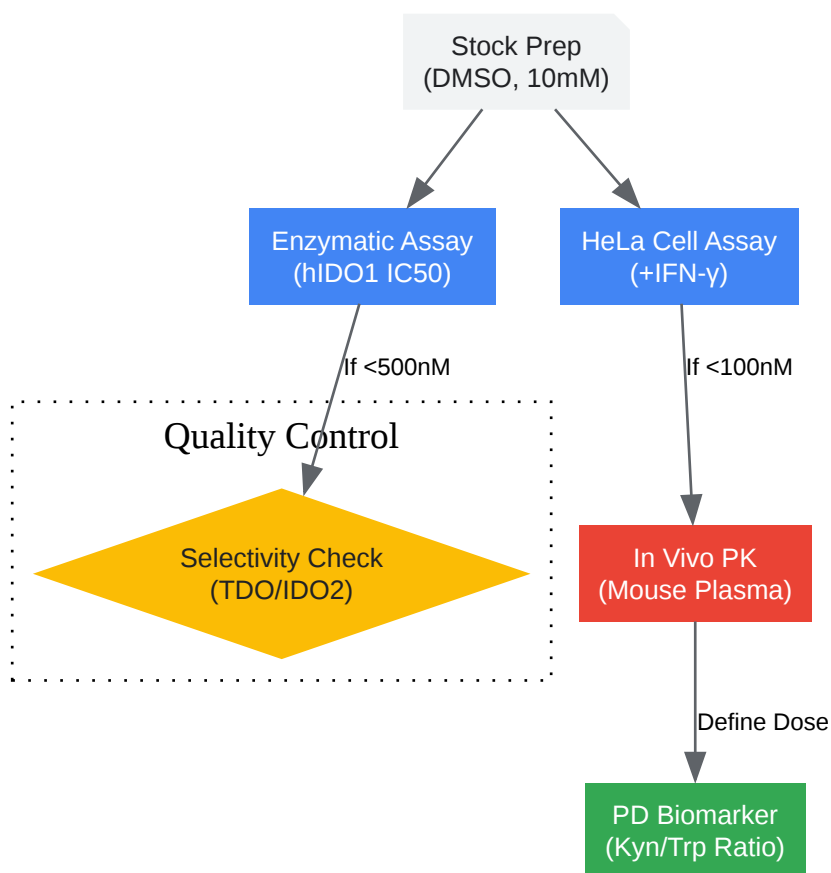 Stock Prep
(DMSO, 10mM)
Enzymatic Assay
(hIDO1 IC50)
HeLa Cell Assay
(+IFN-γ)
If <500nM
If <100nM
Quality Control
Selectivity Check
(TDO/IDO2)
In Vivo PK
(Mouse Plasma)
Define Dose
PD Biomarker
(Kyn/Trp Ratio)